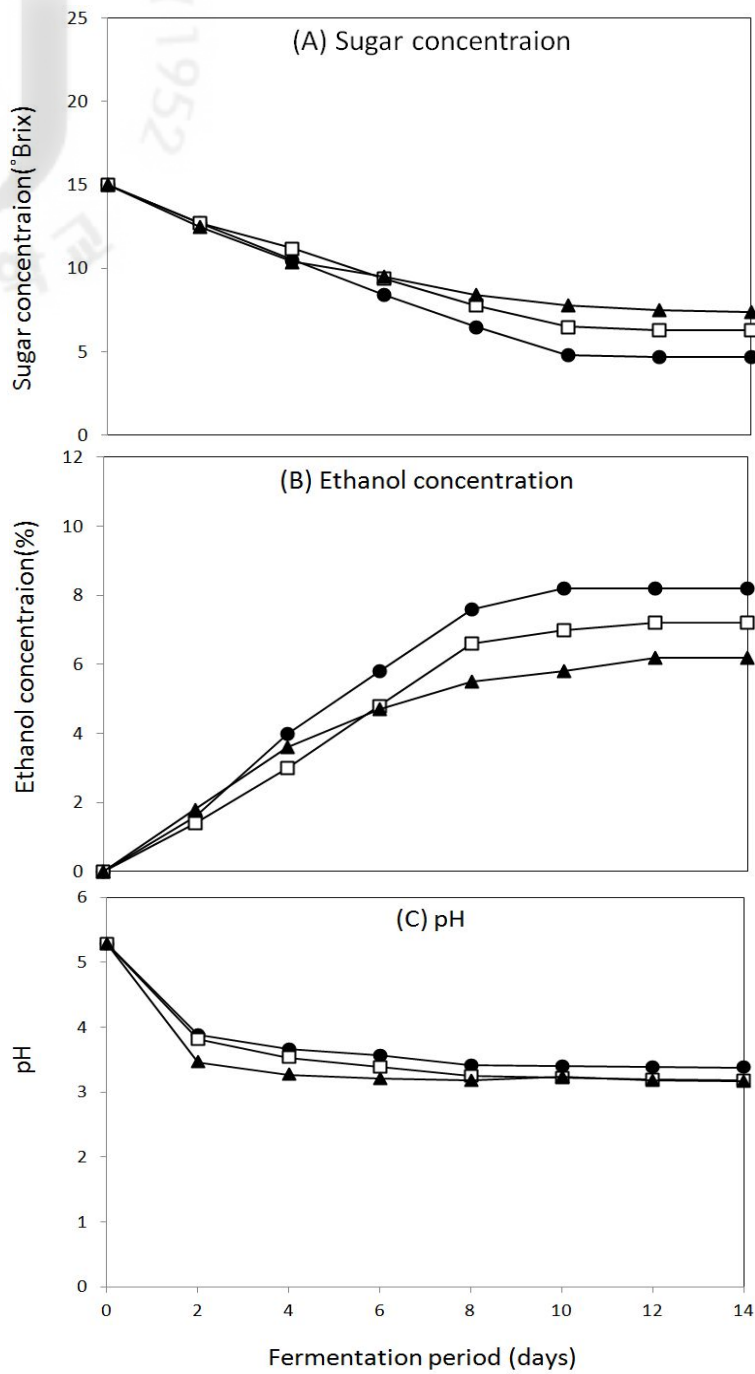 25
(A) Sugar concentraion
20
15
10
5
0
Sugar concentraion(°Brix)
1952
12
(B) Ethanol concentration
10
8
6
4
2
0
Ethanol concentraion(%)
6
(C) pH
5
4
3
2
1
0
pH
0 2 4 6 8 10 12 14
Fermentation period (days)